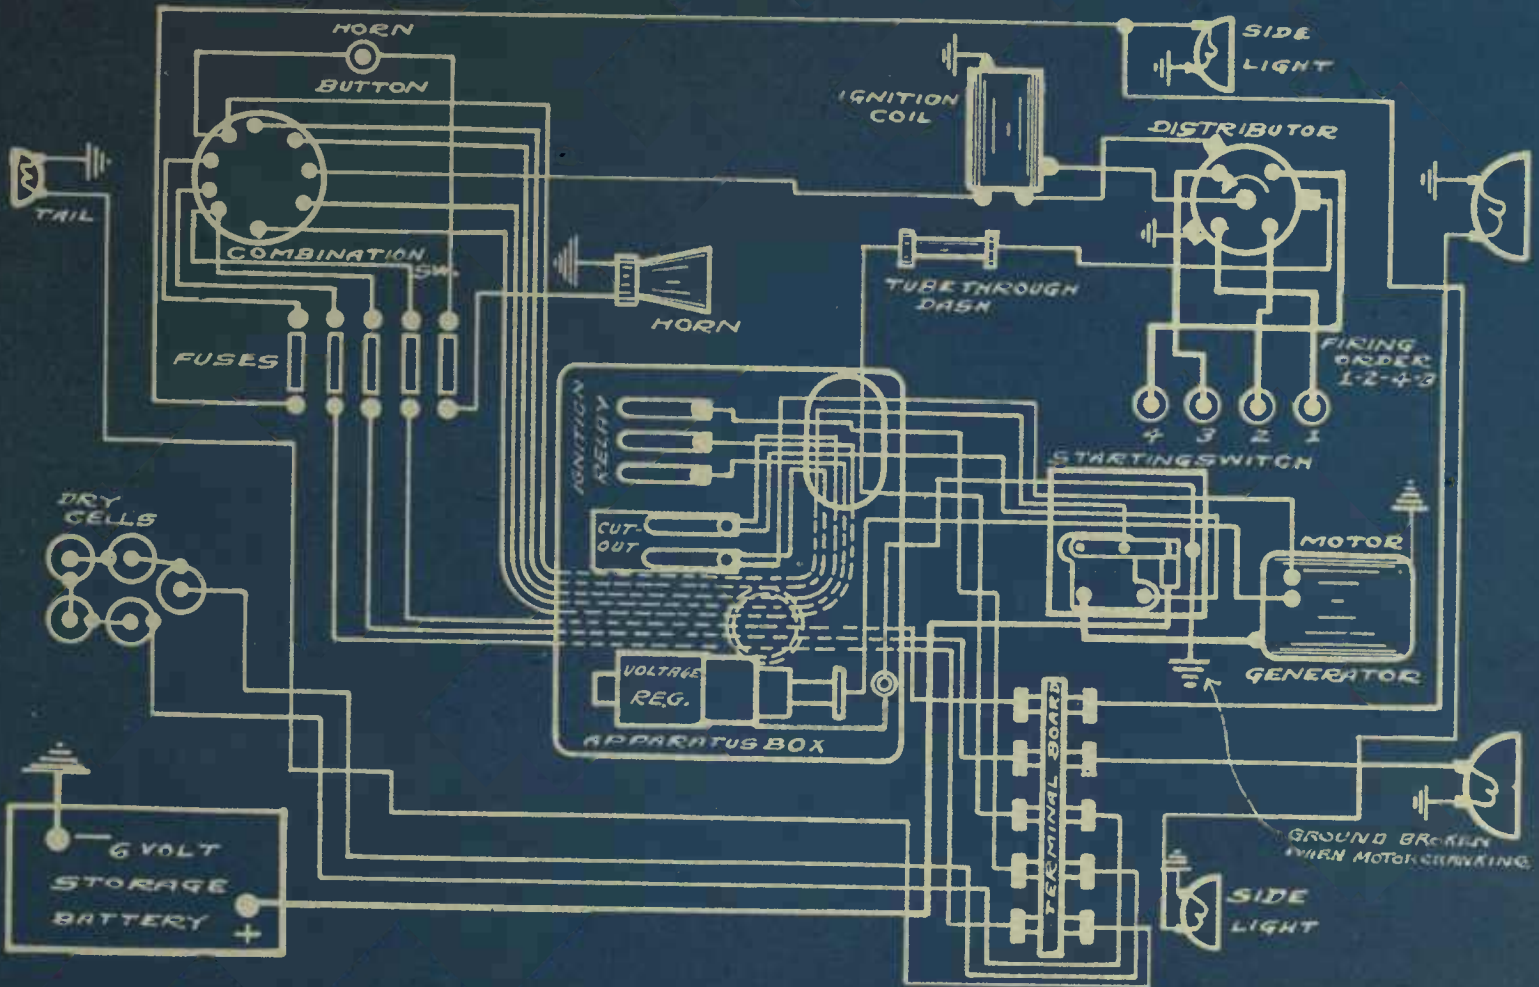 HORN
BUTTON
SIDE
LIGHT
IGNITION
COIL
DISTRIBUTOR
TAIL
COMBINATION
SW.
TUBE THROUGH
DASH
HORN
FUSES
FIRING
ORDER
1-2-4-3
IGNITION
RELAY
4 3 2 1
STARTING SWITCH
DRY
CELLS
CUT-
OUT
MOTOR
GENERATOR
VOLTAGE
REG.
APPARATUS BOX
TERMINAL BOARD
6 VOLT
STORAGE
BATTERY
− +
GROUND BROKEN
WHEN MOTOR CRANKING
SIDE
LIGHT